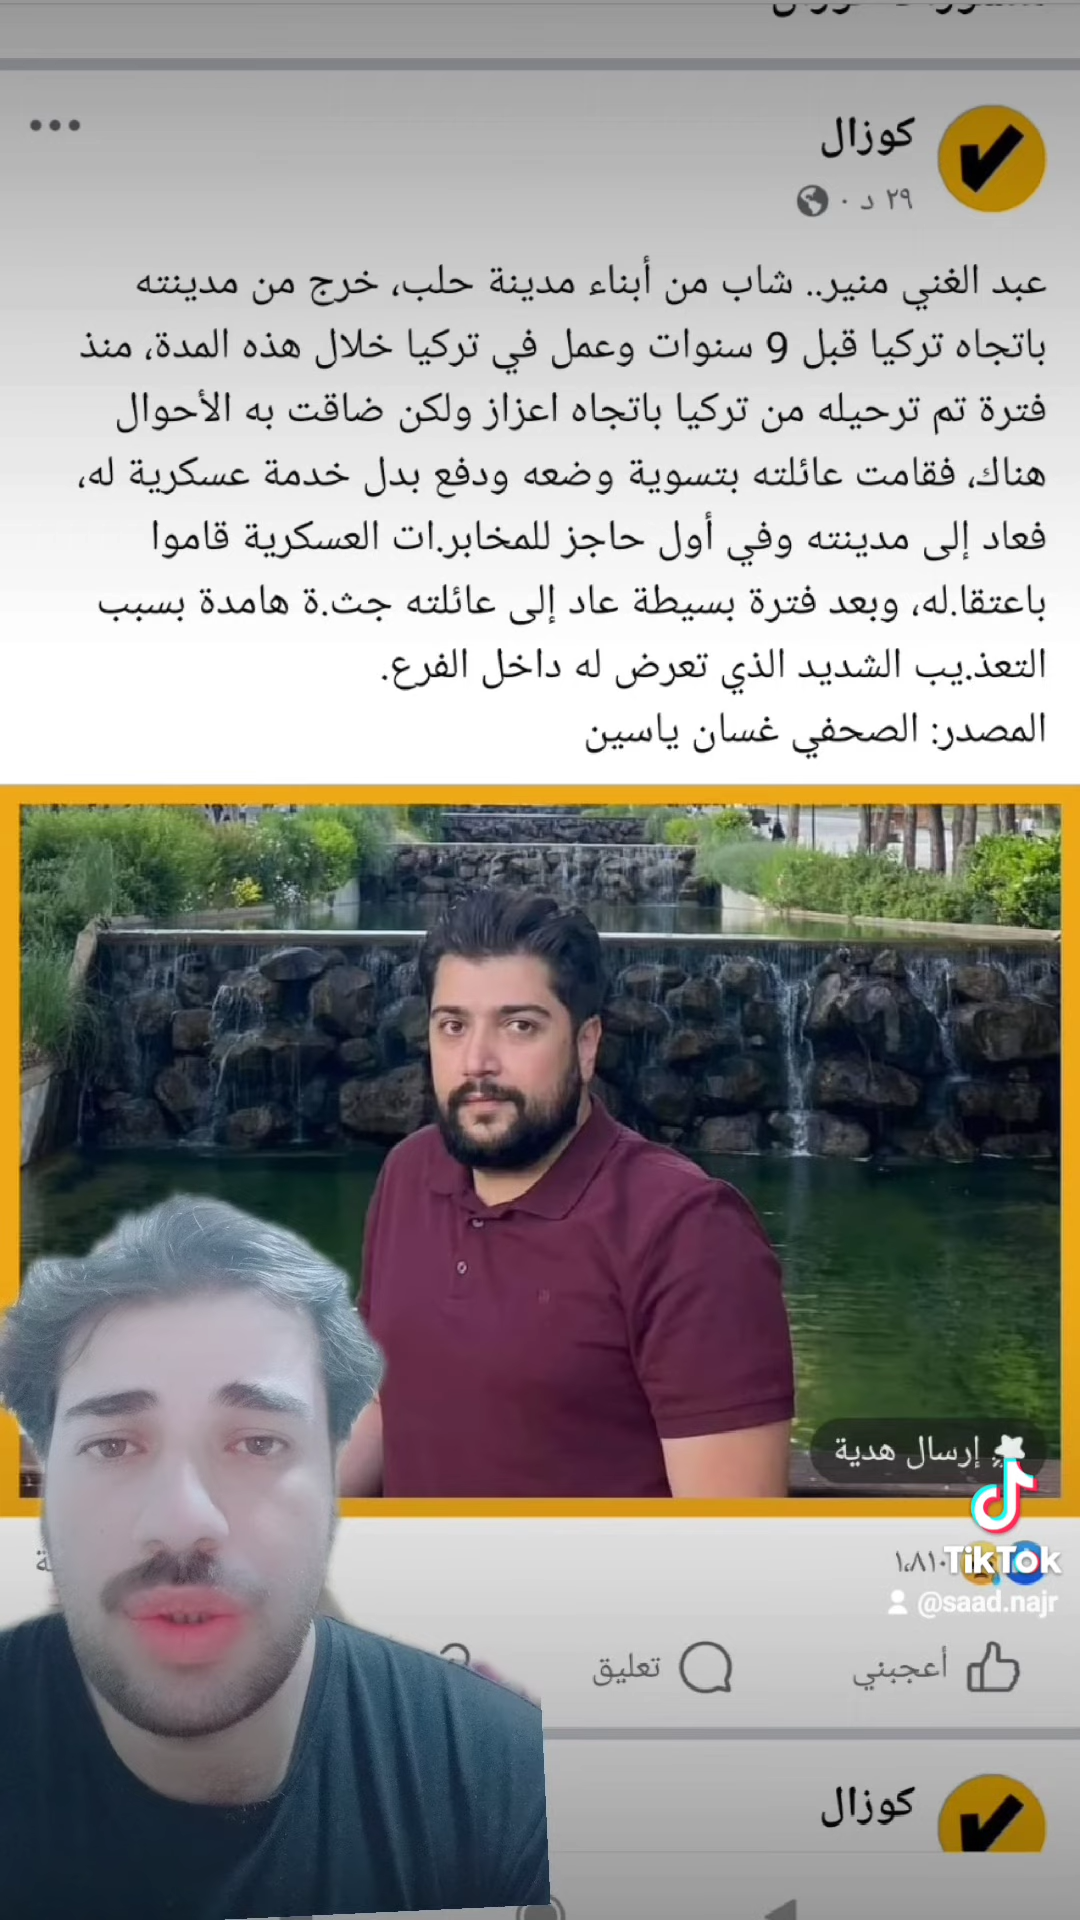 كوزال
٢٩ د ·
عبد الغني منير.. شاب من أبناء مدينة حلب، خرج من مدينته
باتجاه تركيا قبل 9 سنوات وعمل في تركيا خلال هذه المدة، منذ
فترة تم ترحيله من تركيا باتجاه اعزاز ولكن ضاقت به الأحوال
هناك، فقامت عائلته بتسوية وضعه ودفع بدل خدمة عسكرية له،
فعاد إلى مدينته وفي أول حاجز للمخابر.ات العسكرية قاموا
باعتقا.له، وبعد فترة بسيطة عاد إلى عائلته جث.ة هامدة بسبب
التعذ.يب الشديد الذي تعرض له داخل الفرع.
المصدر: الصحفي غسان ياسين
إرسال هدية
TikTok
@saad.najr
أعجبني
تعليق
كوزال